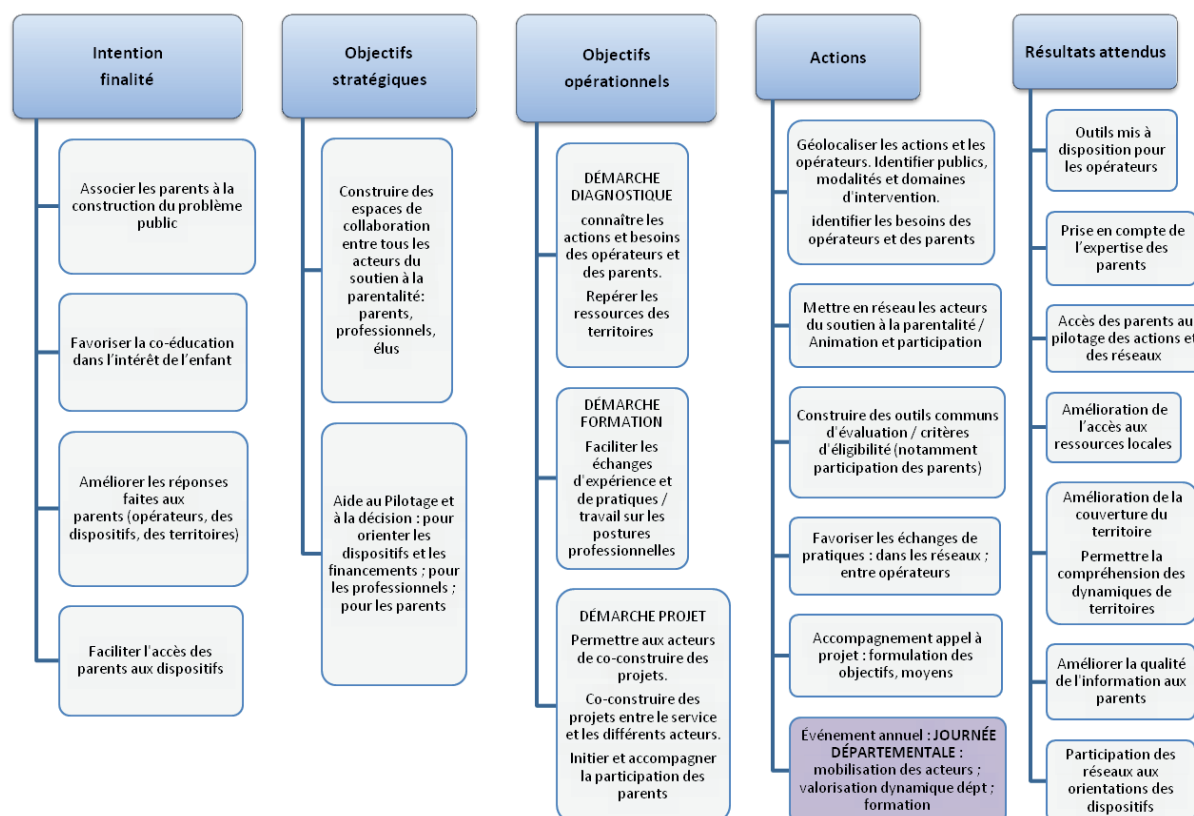 Intention
finalité
Associer les parents à la
construction du problème
public
Favoriser la co-éducation
dans l'intérêt de l'enfant
Améliorer les réponses
faites aux
parents (opérateurs, des
dispositifs, des territoires)
Faciliter l'accès des
parents aux dispositifs
Objectifs
stratégiques
Construire des
espaces de
collaboration
entre tous les
acteurs du
soutien à la
parentalité:
parents,
professionnels,
élus
Aide au Pilotage et
à la décision : pour
orienter les
dispositifs et les
financements ; pour
les professionnels ;
pour les parents
Objectifs
opérationnels
DÉMARCHE
DIAGNOSTIQUE
connaître les
actions et besoins
des opérateurs et
des parents.
Repérer les
ressources des
territoires
DÉMARCHE
FORMATION
Faciliter les
échanges
d'expérience et
de pratiques /
travail sur les
postures
professionnelles
DÉMARCHE PROJET
Permettre aux acteurs
de co-construire des
projets.
Co-construire des
projets entre le service
et les différents acteurs.
Initier et accompagner
la participation des
parents
Actions
Géolocaliser les actions et les
opérateurs. Identifier publics,
modalités et domaines
d'intervention.
identifier les besoins des
opérateurs et des parents
Mettre en réseau les acteurs
du soutien à la parentalité /
Animation et participation
Construire des outils communs
d'évaluation / critères
d'éligibilité (notamment
participation des parents)
Favoriser les échanges de
pratiques : dans les réseaux ;
entre opérateurs
Accompagnement appel à
projet : formulation des
objectifs, moyens
Événement annuel : JOURNÉE
DÉPARTEMENTALE :
mobilisation des acteurs ;
valorisation dynamique dépt ;
formation
Résultats attendus
Outils mis à
disposition pour
les opérateurs
Prise en compte de
l'expertise des
parents
Accès des parents au
pilotage des actions et
des réseaux
Amélioration de
l'accès aux
ressources locales
Amélioration de la
couverture du
territoire
Permettre la
compréhension des
dynamiques de
territoires
Améliorer la qualité
de l'information aux
parents
Participation des
réseaux aux
orientations des
dispositifs